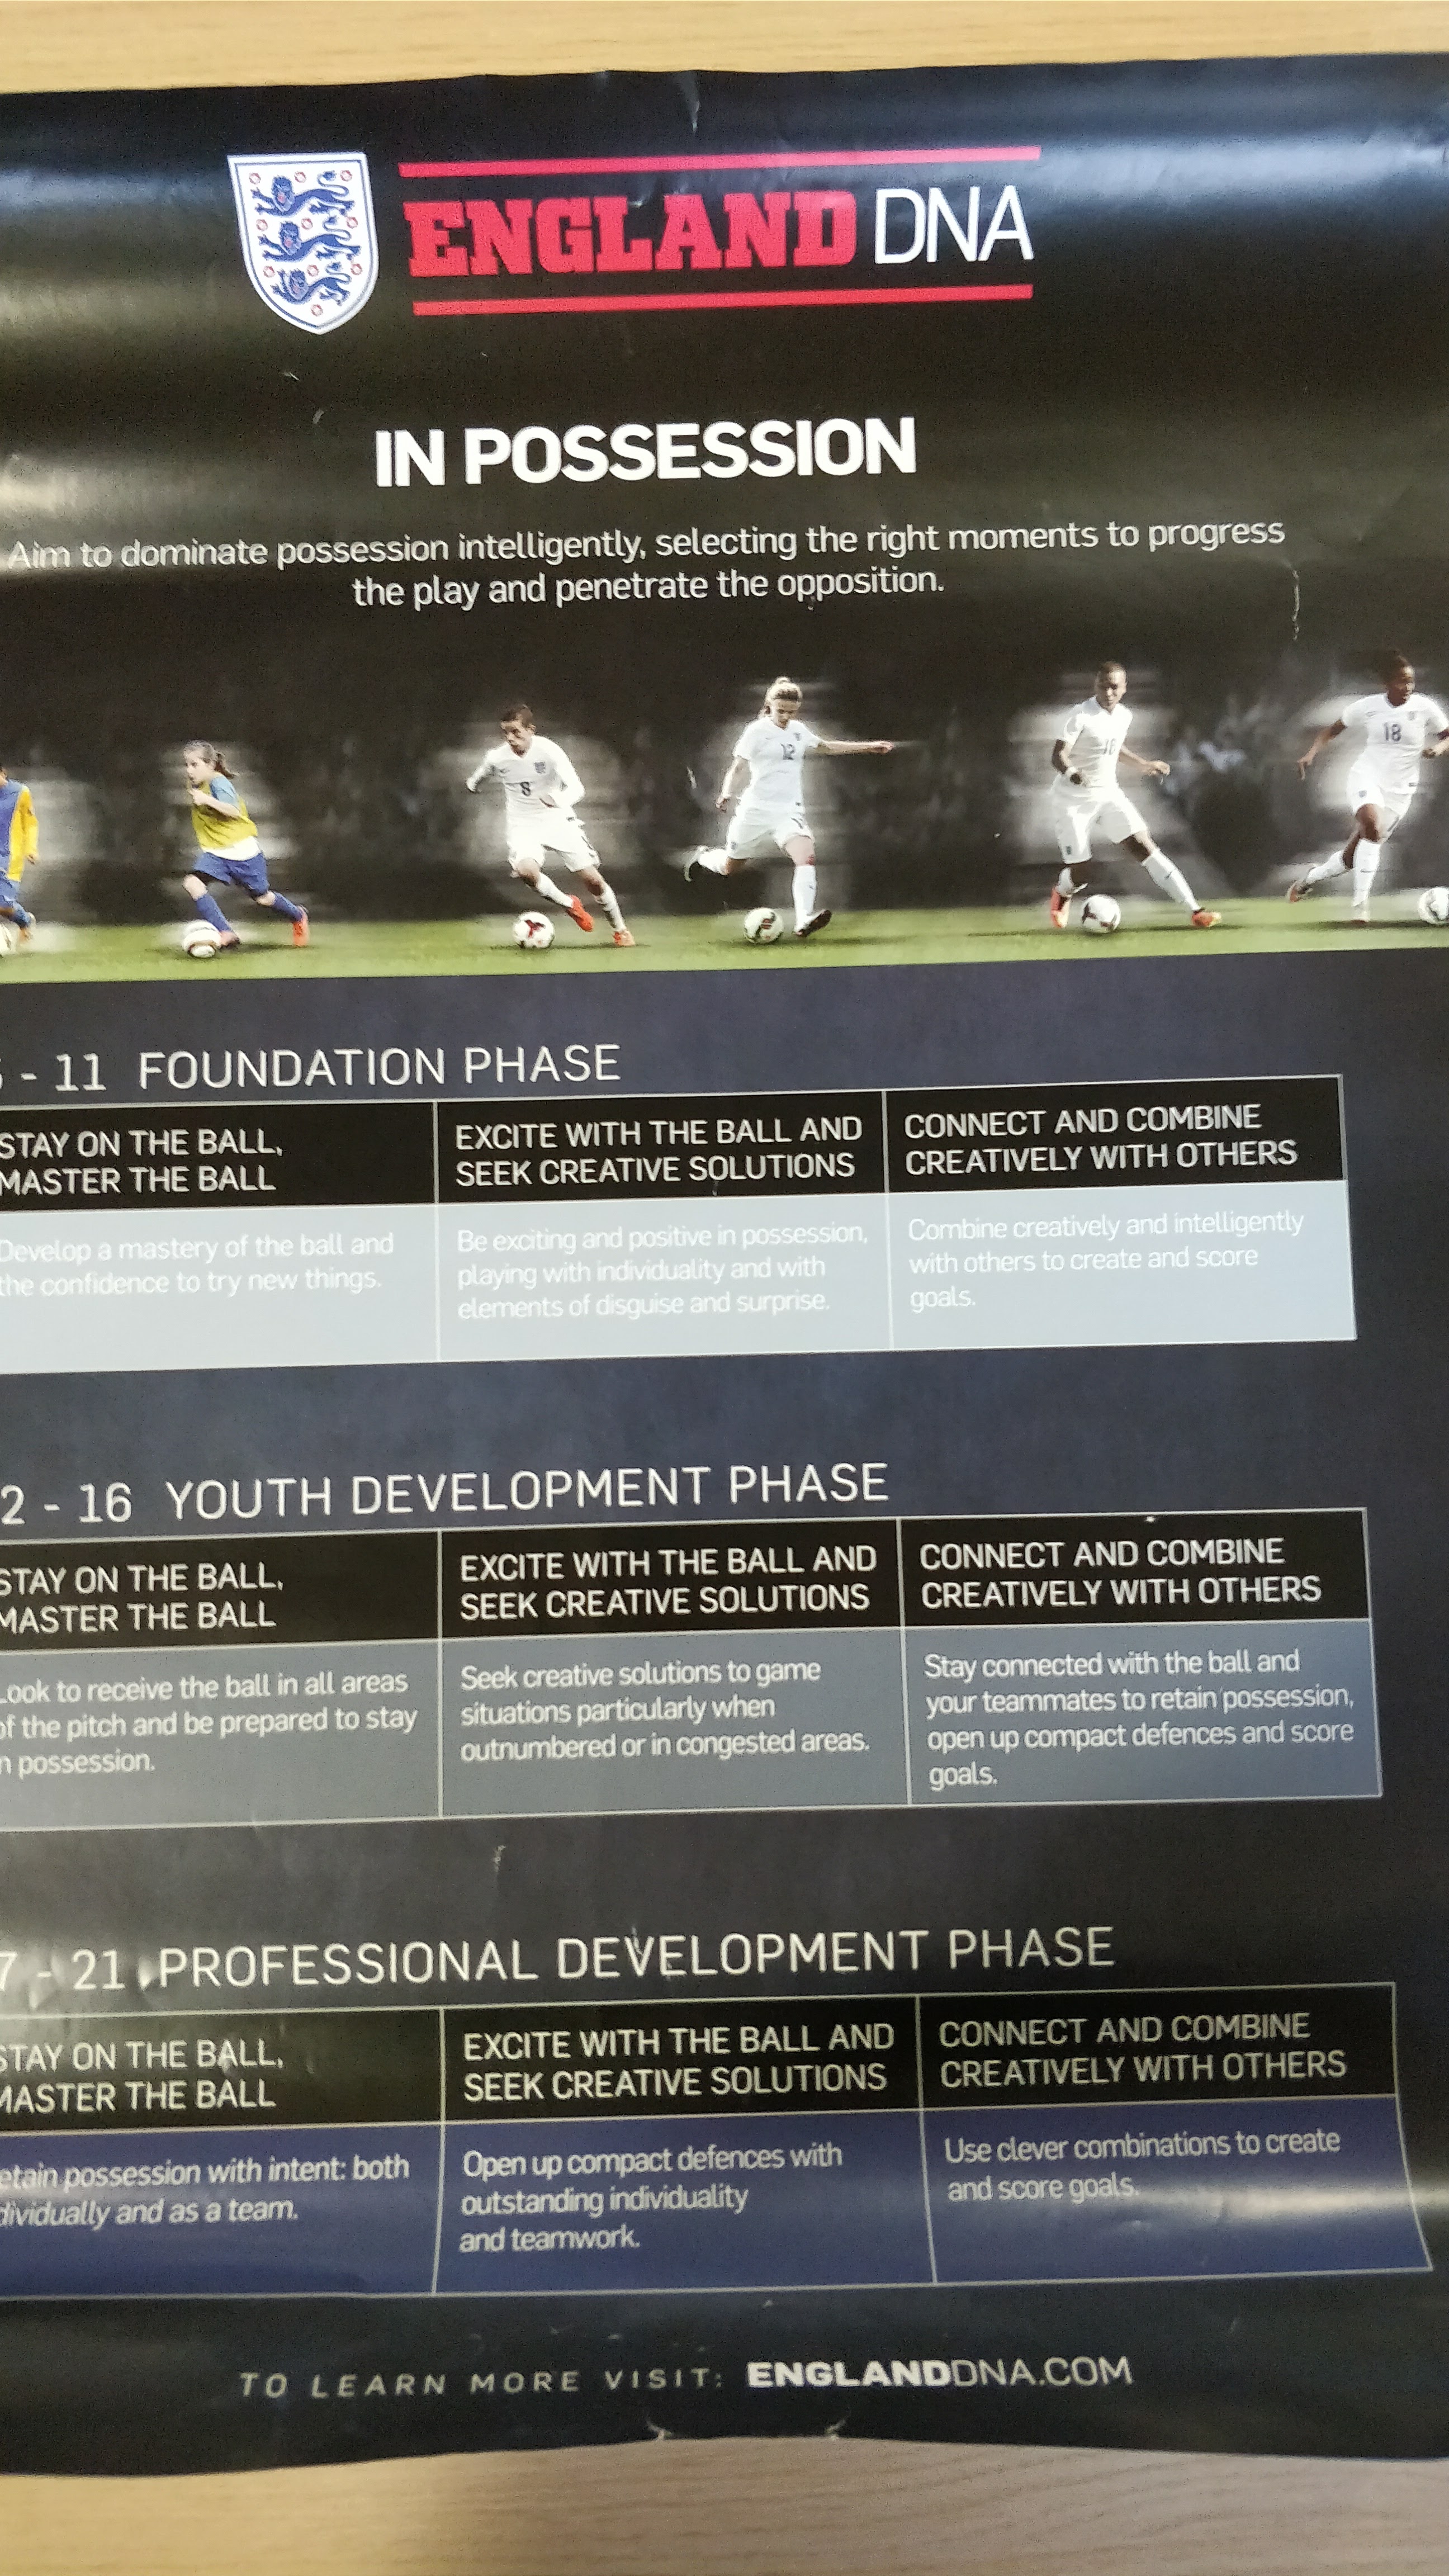 ENGLAND DNA
IN POSSESSION
Aim to dominate possession intelligently, selecting the right moments to progress
the play and penetrate the opposition.
8
12
18
- 11 FOUNDATION PHASE
STAY ON THE BALL,
MASTER THE BALL
EXCITE WITH THE BALL AND
SEEK CREATIVE SOLUTIONS
CONNECT AND COMBINE
CREATIVELY WITH OTHERS
Develop a mastery of the ball and
the confidence to try new things.
Be exciting and positive in possession,
playing with individuality and with
elements of disguise and surprise.
Combine creatively and intelligently
with others to create and score
goals.
2 - 16 YOUTH DEVELOPMENT PHASE
STAY ON THE BALL,
MASTER THE BALL
EXCITE WITH THE BALL AND
SEEK CREATIVE SOLUTIONS
CONNECT AND COMBINE
CREATIVELY WITH OTHERS
Look to receive the ball in all areas
of the pitch and be prepared to stay
n possession.
Seek creative solutions to game
situations particularly when
outnumbered or in congested areas.
Stay connected with the ball and
your teammates to retain possession,
open up compact defences and score
goals.
7 - 21 PROFESSIONAL DEVELOPMENT PHASE
STAY ON THE BALL,
MASTER THE BALL
EXCITE WITH THE BALL AND
SEEK CREATIVE SOLUTIONS
CONNECT AND COMBINE
CREATIVELY WITH OTHERS
etain possession with intent: both
dividually and as a team.
Open up compact defences with
outstanding individuality
and teamwork.
Use clever combinations to create
and score goals.
TO LEARN MORE VISIT: ENGLANDDNA.COM